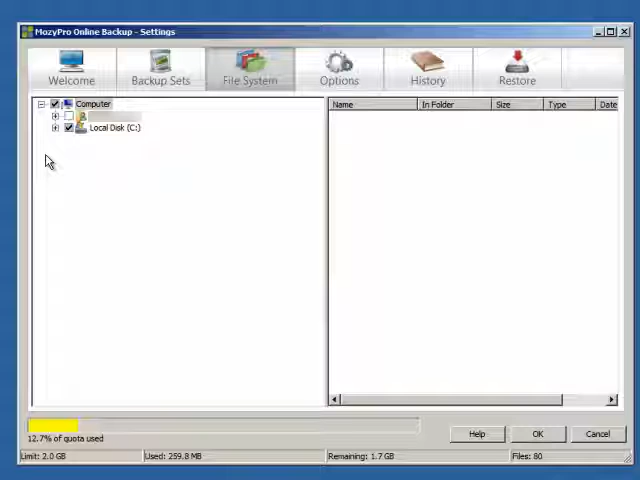 MozyPro Online Backup - Settings
Welcome
Backup Sets
File System
Options
History
Restore
Computer
Local Disk (C:)
Name
In Folder
Size
Type
Date
12.7% of quota used
Help
OK
Cancel
Limit: 2.0 GB
Used: 259.8 MB
Remaining: 1.7 GB
Files: 80